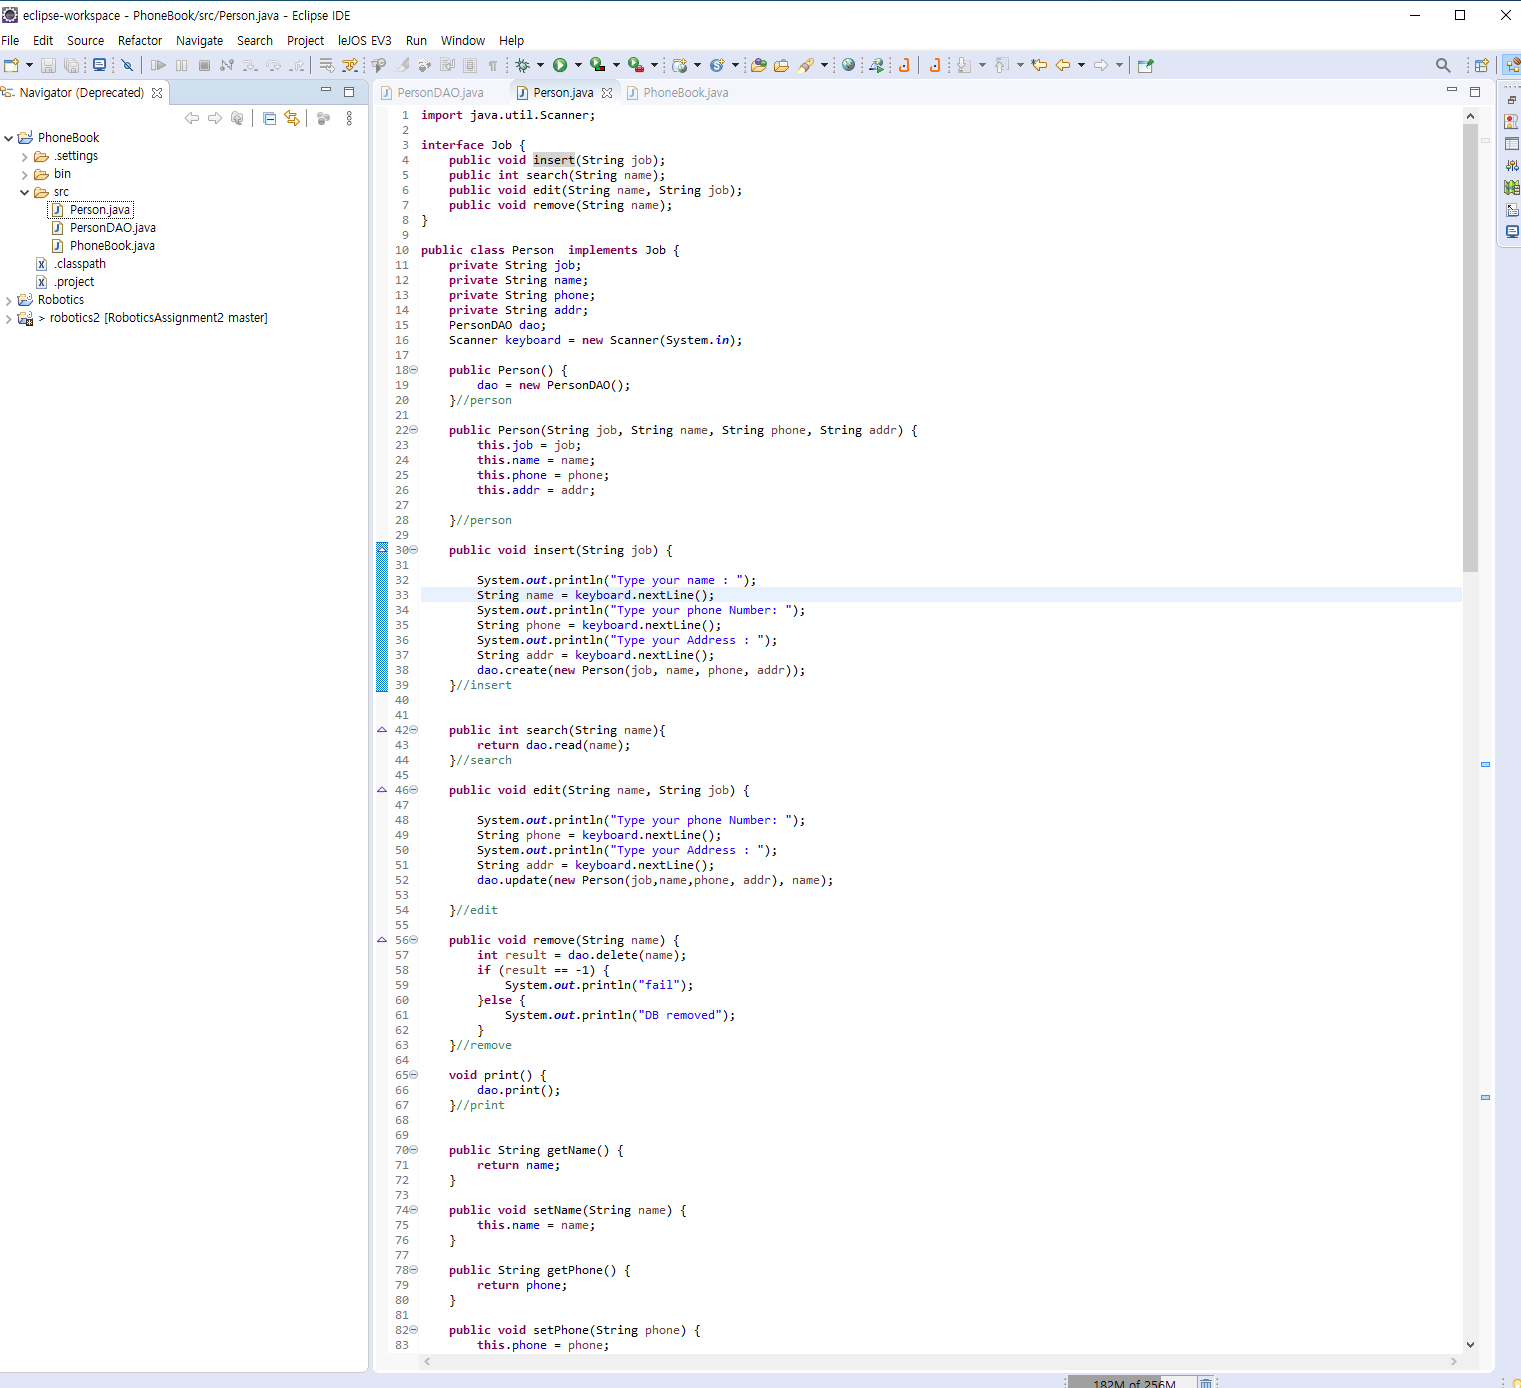 eclipse-workspace - PhoneBook/src/Person.java - Eclipse IDE
File Edit Source Refactor Navigate Search Project leJOS EV3 Run Window Help
Navigator (Deprecated)
PhoneBook
.settings
bin
src
Person.java
PersonDAO.java
PhoneBook.java
.classpath
.project
Robotics
> robotics2 [RoboticsAssignment2 master]
PersonDAO.java Person.java PhoneBook.java
1 import java.util.Scanner;
2
3 interface Job {
4 public void insert(String job);
5 public int search(String name);
6 public void edit(String name, String job);
7 public void remove(String name);
8 }
9
10 public class Person  implements Job {
11 private String job;
12 private String name;
13 private String phone;
14 private String addr;
15 PersonDAO dao;
16 Scanner keyboard = new Scanner(System.in);
17
18 public Person() {
19 dao = new PersonDAO();
20 }//person
21
22 public Person(String job, String name, String phone, String addr) {
23 this.job = job;
24 this.name = name;
25 this.phone = phone;
26 this.addr = addr;
27
28 }//person
29
30 public void insert(String job) {
31
32 System.out.println("Type your name : ");
33 String name = keyboard.nextLine();
34 System.out.println("Type your phone Number: ");
35 String phone = keyboard.nextLine();
36 System.out.println("Type your Address : ");
37 String addr = keyboard.nextLine();
38 dao.create(new Person(job, name, phone, addr));
39 }//insert
40
41
42 public int search(String name){
43 return dao.read(name);
44 }//search
45
46 public void edit(String name, String job) {
47
48 System.out.println("Type your phone Number: ");
49 String phone = keyboard.nextLine();
50 System.out.println("Type your Address : ");
51 String addr = keyboard.nextLine();
52 dao.update(new Person(job,name,phone, addr), name);
53
54 }//edit
55
56 public void remove(String name) {
57 int result = dao.delete(name);
58 if (result == -1) {
59 System.out.println("fail");
60 }else {
61 System.out.println("DB removed");
62 }
63 }//remove
64
65 void print() {
66 dao.print();
67 }//print
68
69
70 public String getName() {
71 return name;
72 }
73
74 public void setName(String name) {
75 this.name = name;
76 }
77
78 public String getPhone() {
79 return phone;
80 }
81
82 public void setPhone(String phone) {
83 this.phone = phone;
182M of 256M